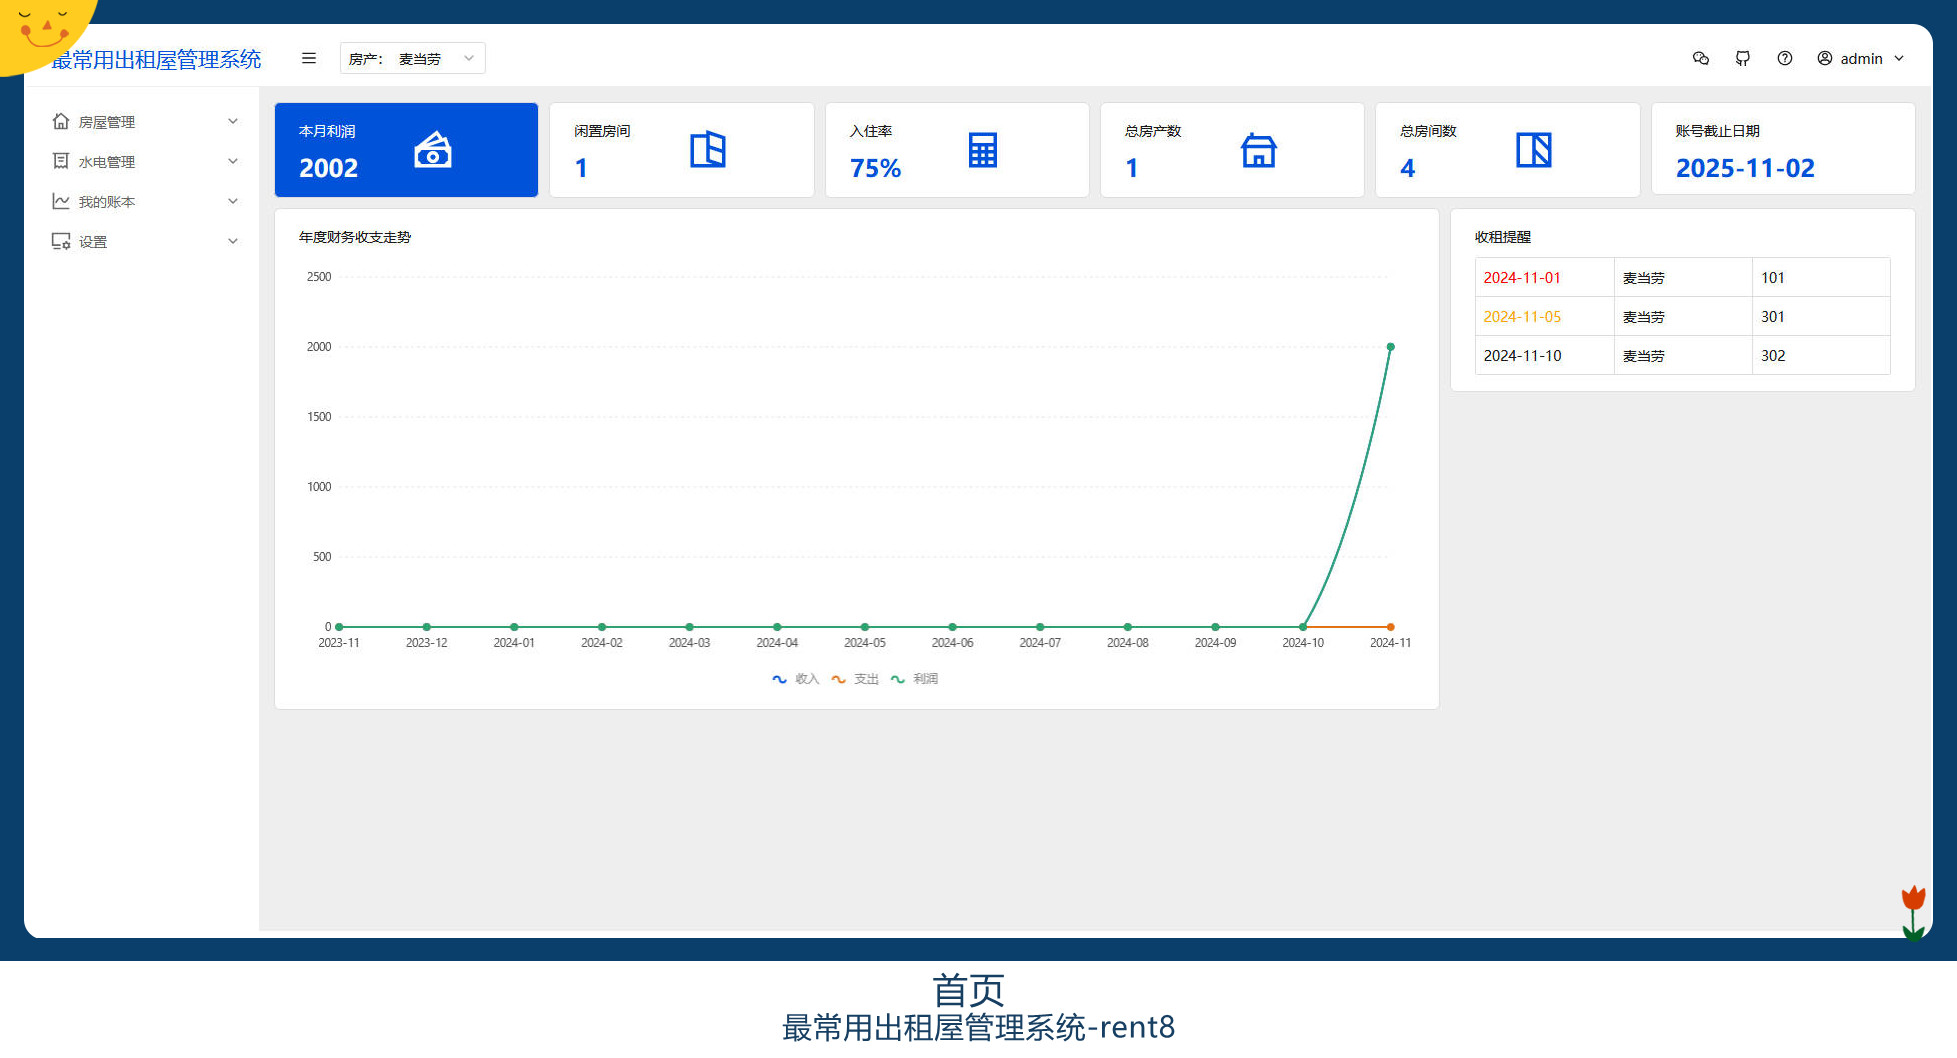 最常用出租屋管理系统
房产： 麦当劳
admin
房屋管理
水电管理
我的账本
设置
本月利润
2002
闲置房间
1
入住率
75%
总房产数
1
总房间数
4
账号截止日期
2025-11-02
年度财务收支走势
2500
2000
1500
1000
500
0
2023-11 2023-12 2024-01 2024-02 2024-03 2024-04 2024-05 2024-06 2024-07 2024-08 2024-09 2024-10 2024-11
收入 支出 利润
收租提醒
2024-11-01 麦当劳 101
2024-11-05 麦当劳 301
2024-11-10 麦当劳 302
首页
最常用出租屋管理系统-rent8